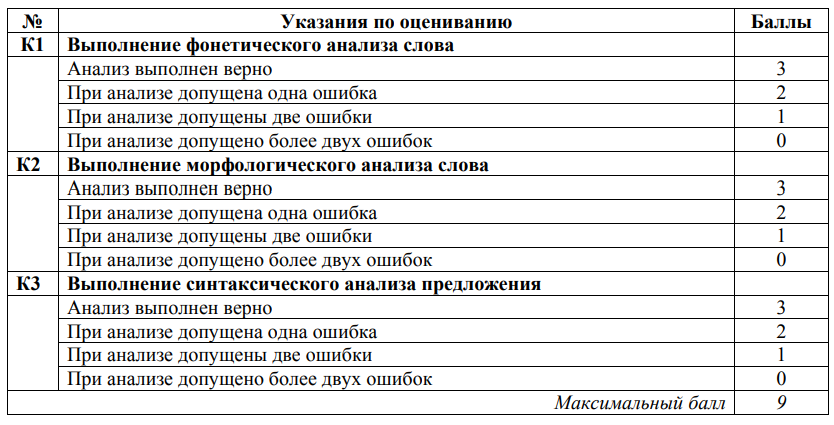 № Указания по оцениванию Баллы
К1 Выполнение фонетического анализа слова
Анализ выполнен верно 3
При анализе допущена одна ошибка 2
При анализе допущены две ошибки 1
При анализе допущено более двух ошибок 0
К2 Выполнение морфологического анализа слова
Анализ выполнен верно 3
При анализе допущена одна ошибка 2
При анализе допущены две ошибки 1
При анализе допущено более двух ошибок 0
К3 Выполнение синтаксического анализа предложения
Анализ выполнен верно 3
При анализе допущена одна ошибка 2
При анализе допущены две ошибки 1
При анализе допущено более двух ошибок 0
Максимальный балл 9